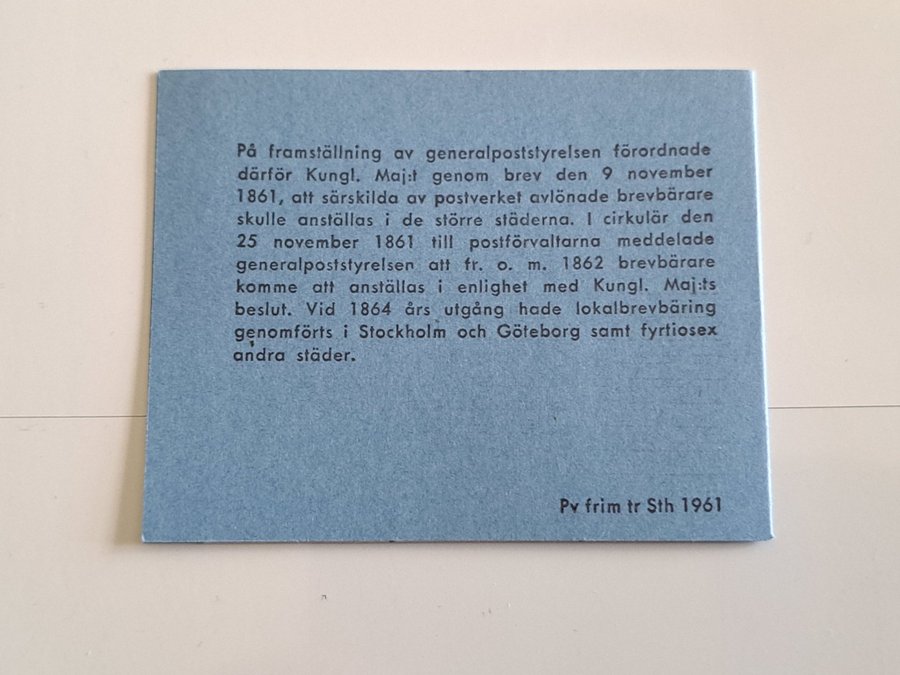 På framställning av generalpoststyrelsen förordnade
därför Kungl. Maj:t genom brev den 9 november
1861, att särskilda av postverket avlönade brevbärare
skulle anställas i de större städerna. I cirkulär den
25 november 1861 till postförvaltarna meddelade
generalpoststyrelsen att fr. o. m. 1862 brevbärare
komme att anställas i enlighet med Kungl. Maj:ts
beslut. Vid 1864 års utgång hade lokalbrevbäring
genomförts i Stockholm och Göteborg samt fyrtiosex
andra städer.
Pv frim tr Sth 1961